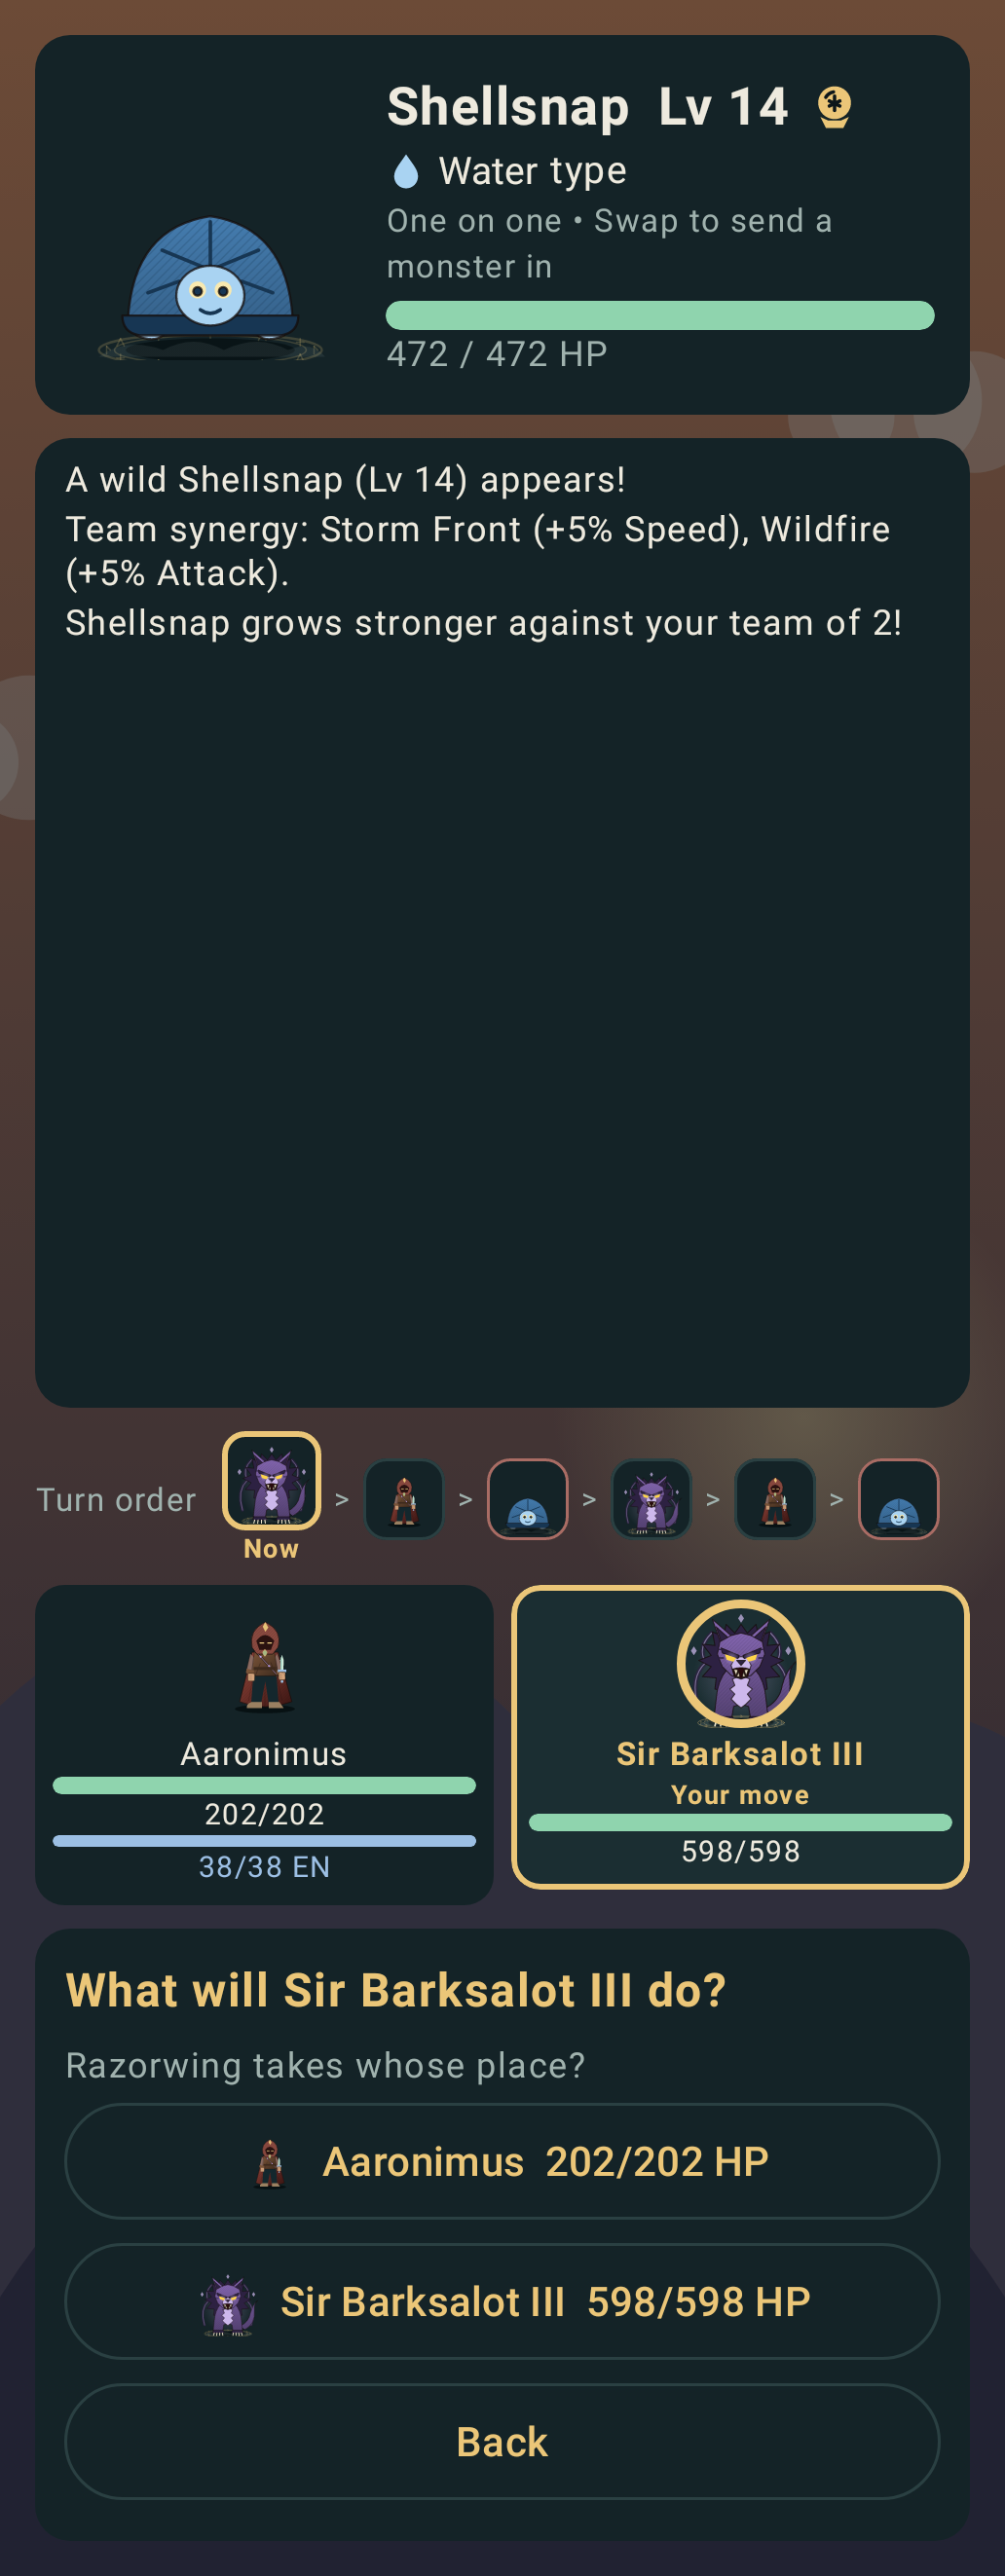 Shellsnap Lv 14
Water type
One on one • Swap to send a
monster in
472 / 472 HP
A wild Shellsnap (Lv 14) appears!
Team synergy: Storm Front (+5% Speed), Wildfire
(+5% Attack).
Shellsnap grows stronger against your team of 2!
Turn order > > > > >
Now
Aaronimus
202/202
38/38 EN
Sir Barksalot III
Your move
598/598
What will Sir Barksalot III do?
Razorwing takes whose place?
Aaronimus 202/202 HP
Sir Barksalot III 598/598 HP
Back